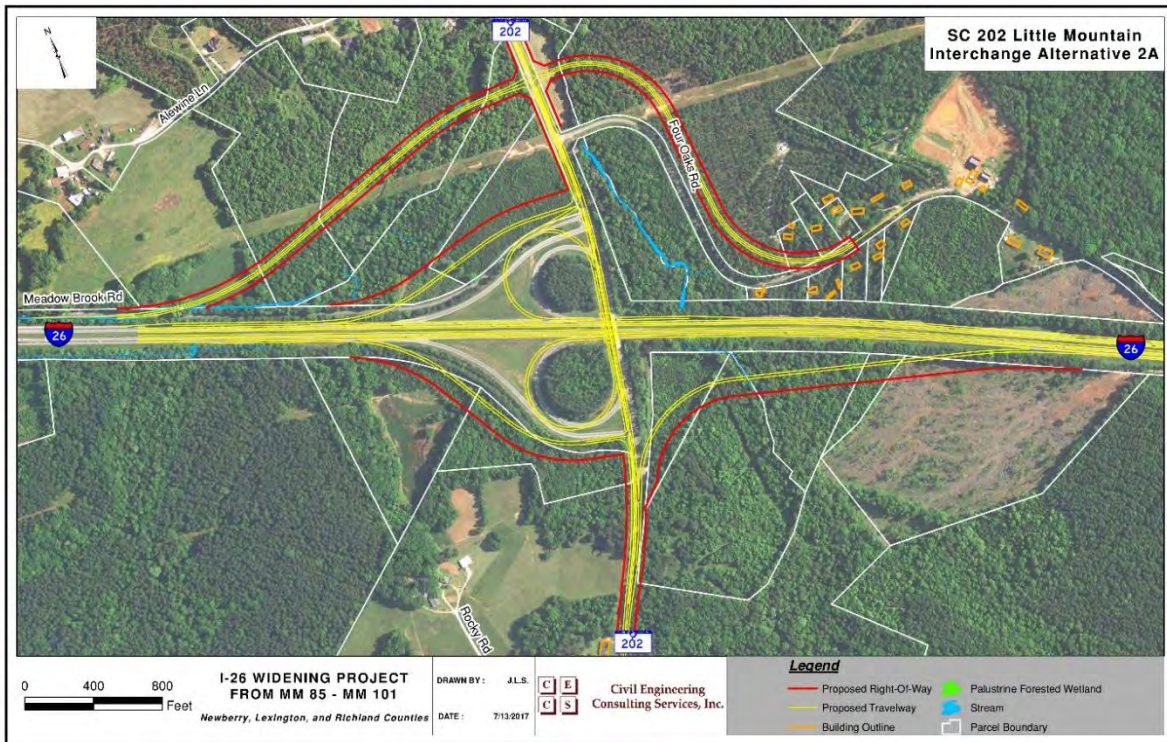 202
SC 202 Little Mountain
Interchange Alternative 2A
N
Alewine Ln
Four Oaks Rd.
Meadow Brook Rd
26
26
Rocky Rd
202
0 400 800
Feet
I-26 WIDENING PROJECT
FROM MM 85 - MM 101
Newberry, Lexington, and Richland Counties
DRAWN BY : J.L.S.
DATE : 7/13/2017
C E
C S
Civil Engineering
Consulting Services, Inc.
Legend
Proposed Right-Of-Way
Proposed Travelway
Building Outline
Palustrine Forested Wetland
Stream
Parcel Boundary